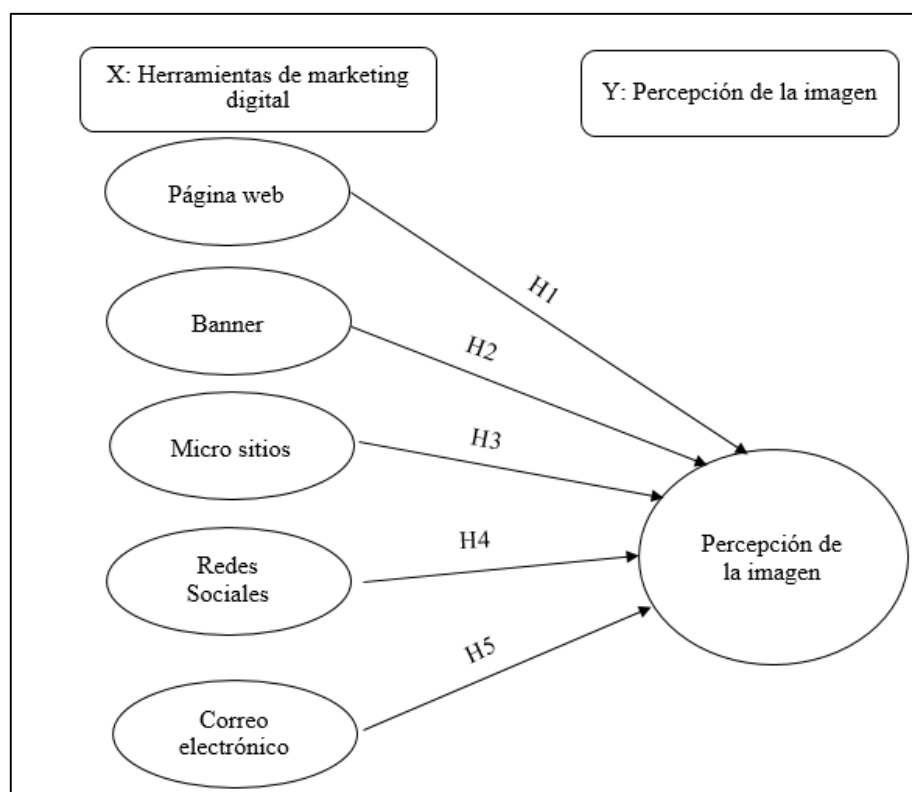 X: Herramientas de marketing
digital
Y: Percepción de la imagen
Página web
H1
Banner
H2
Micro sitios
H3
Redes
Sociales
H4
Percepción de
la imagen
Correo
electrónico
H5